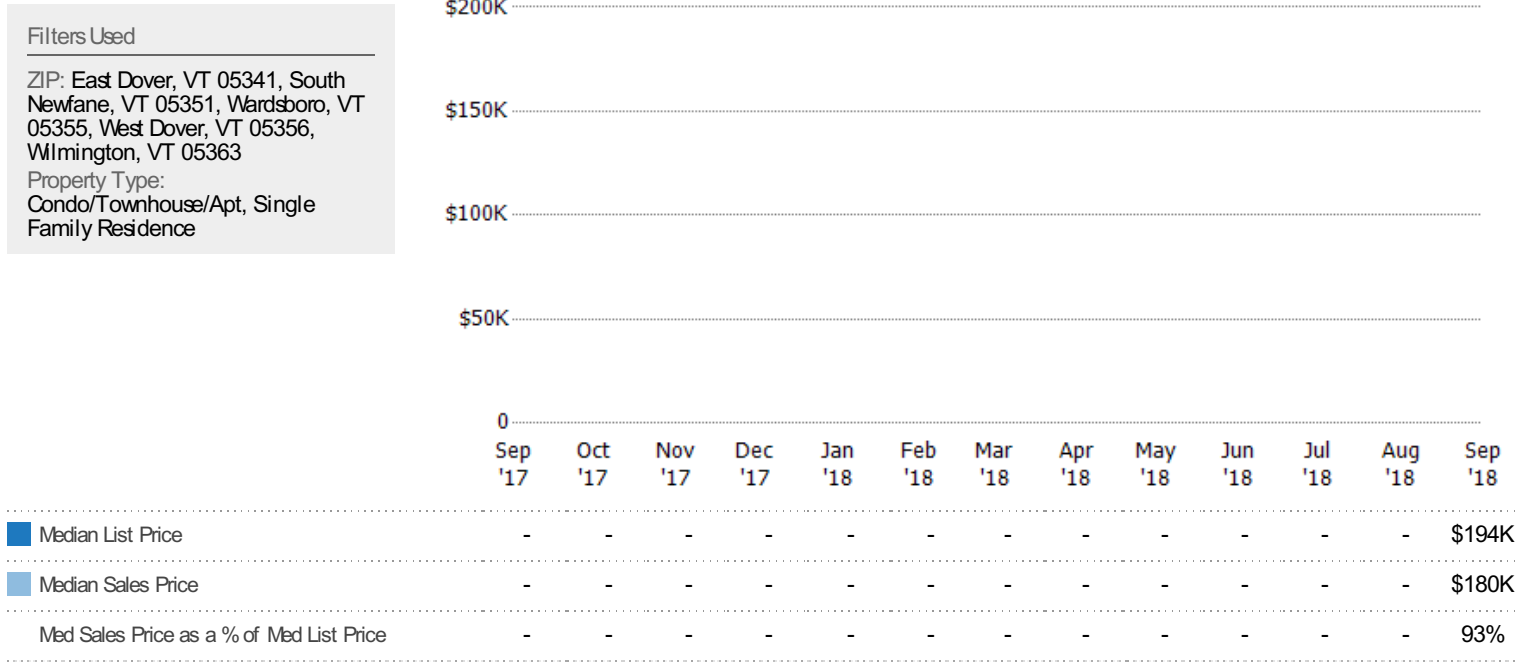 Filters Used
ZIP: East Dover, VT 05341, South
Newfane, VT 05351, Wardsboro, VT
05355, West Dover, VT 05356,
Wilmington, VT 05363
Property Type:
Condo/Townhouse/Apt, Single
Family Residence
$200K
$150K
$100K
$50K
0
Sep Oct Nov Dec Jan Feb Mar Apr May Jun Jul Aug Sep
'17 '17 '17 '17 '18 '18 '18 '18 '18 '18 '18 '18 '18
Median List Price - - - - - - - - - - - - $194K
Median Sales Price - - - - - - - - - - - - $180K
Med Sales Price as a % of Med List Price - - - - - - - - - - - - 93%